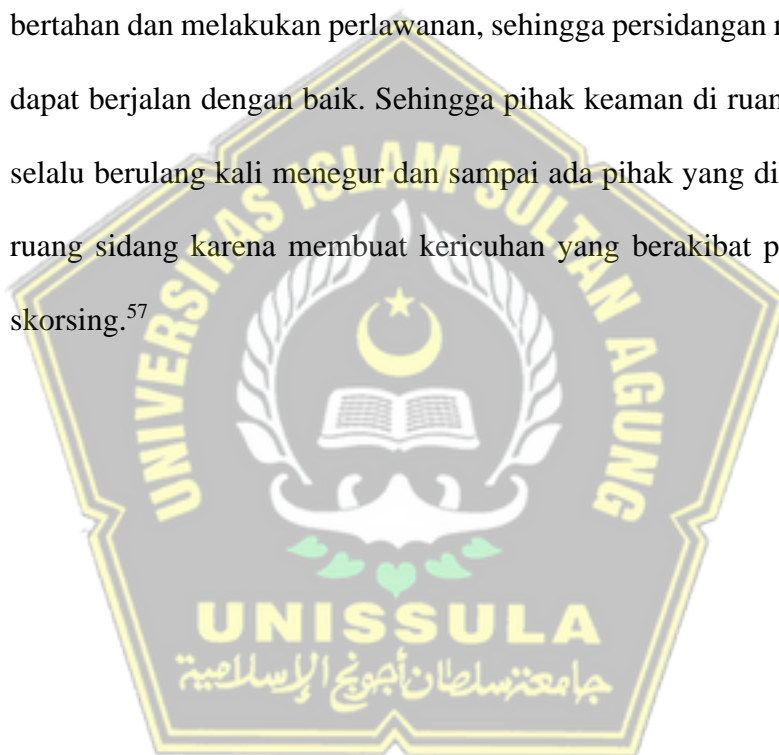 bertahan dan melakukan perlawanan, sehingga persidangan
dapat berjalan dengan baik. Sehingga pihak keaman di ruan
selalu berulang kali menegur dan sampai ada pihak yang di
ruang sidang karena membuat kericuhan yang berakibat p
skorsing.57
UNIVERSITAS ISLAM SULTAN AGUNG
UNISSULA
جامعتنسلطان أجونج الإسلامية